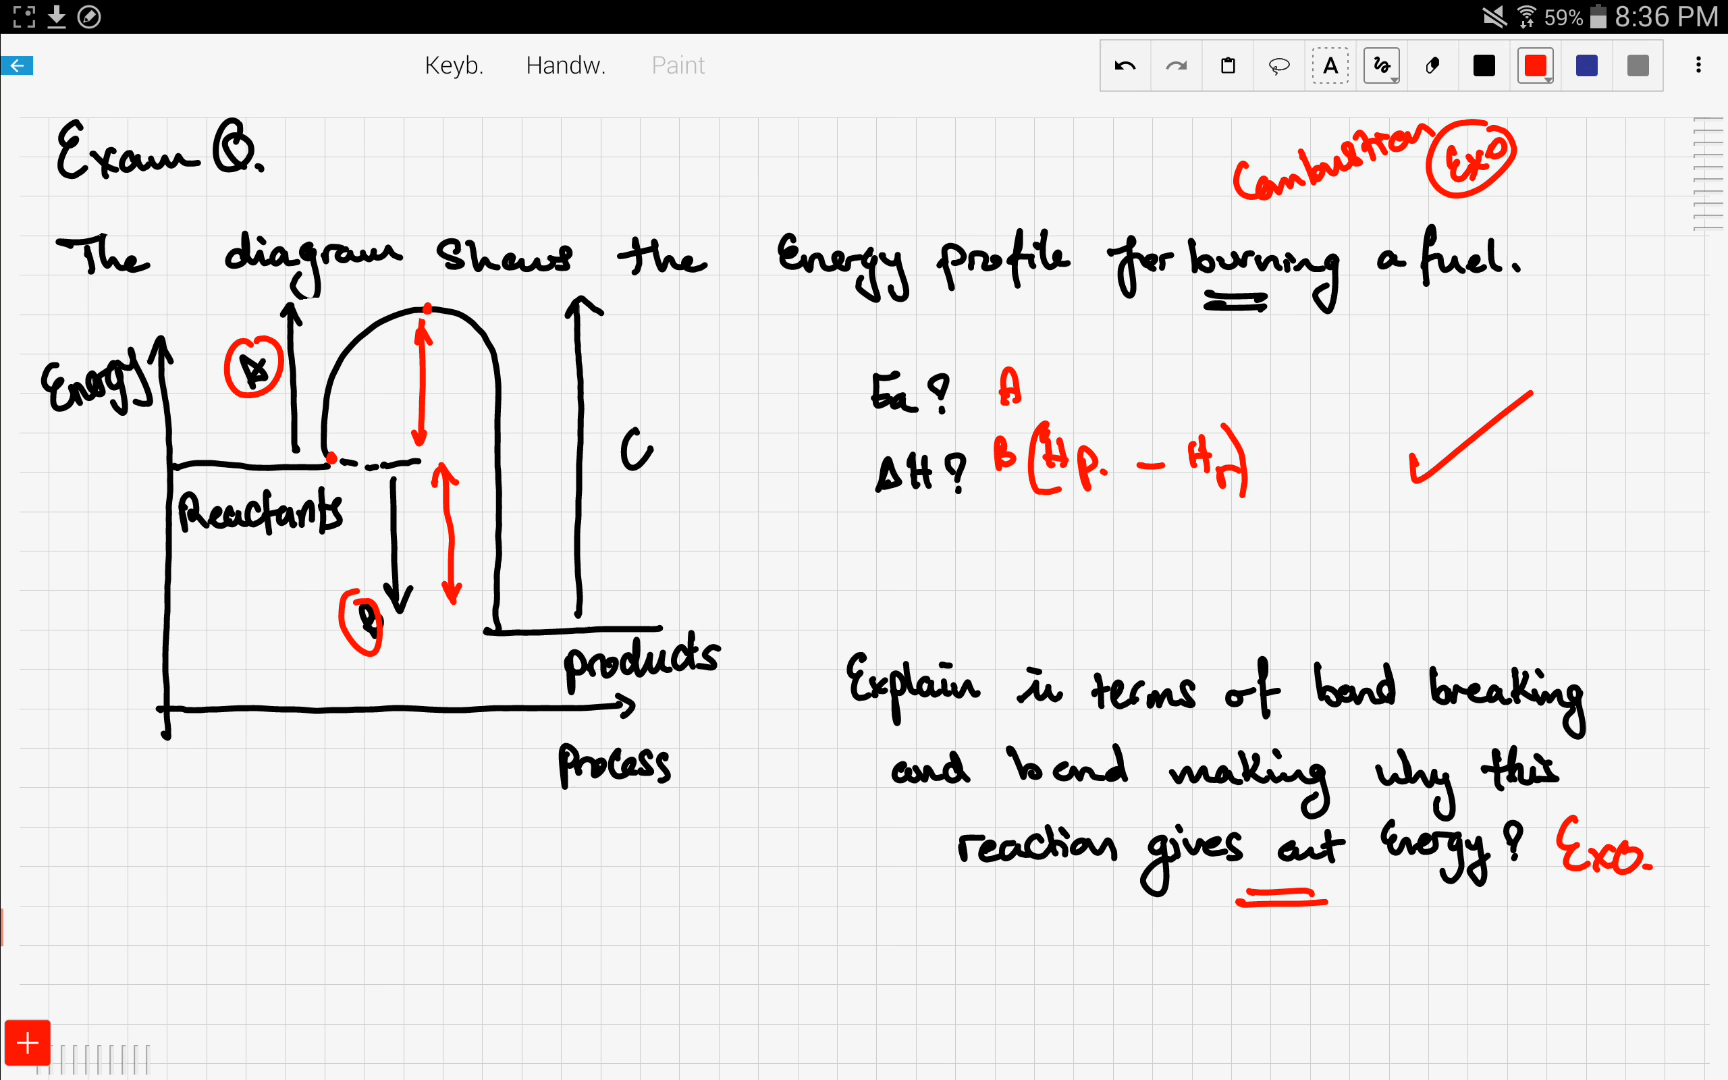 59% 8:36 PM
Keyb. Handw. Paint
A
Exam Q.
Combustion Exo
The diagram shows the Energy profile for burning a fuel.
Energy
A
C
Reactants
B
products
process
Ea? A
ΔH? B (Hp. - Hr)
Explain in terms of bond breaking
and bond making why this
reaction gives out Energy? Exo.